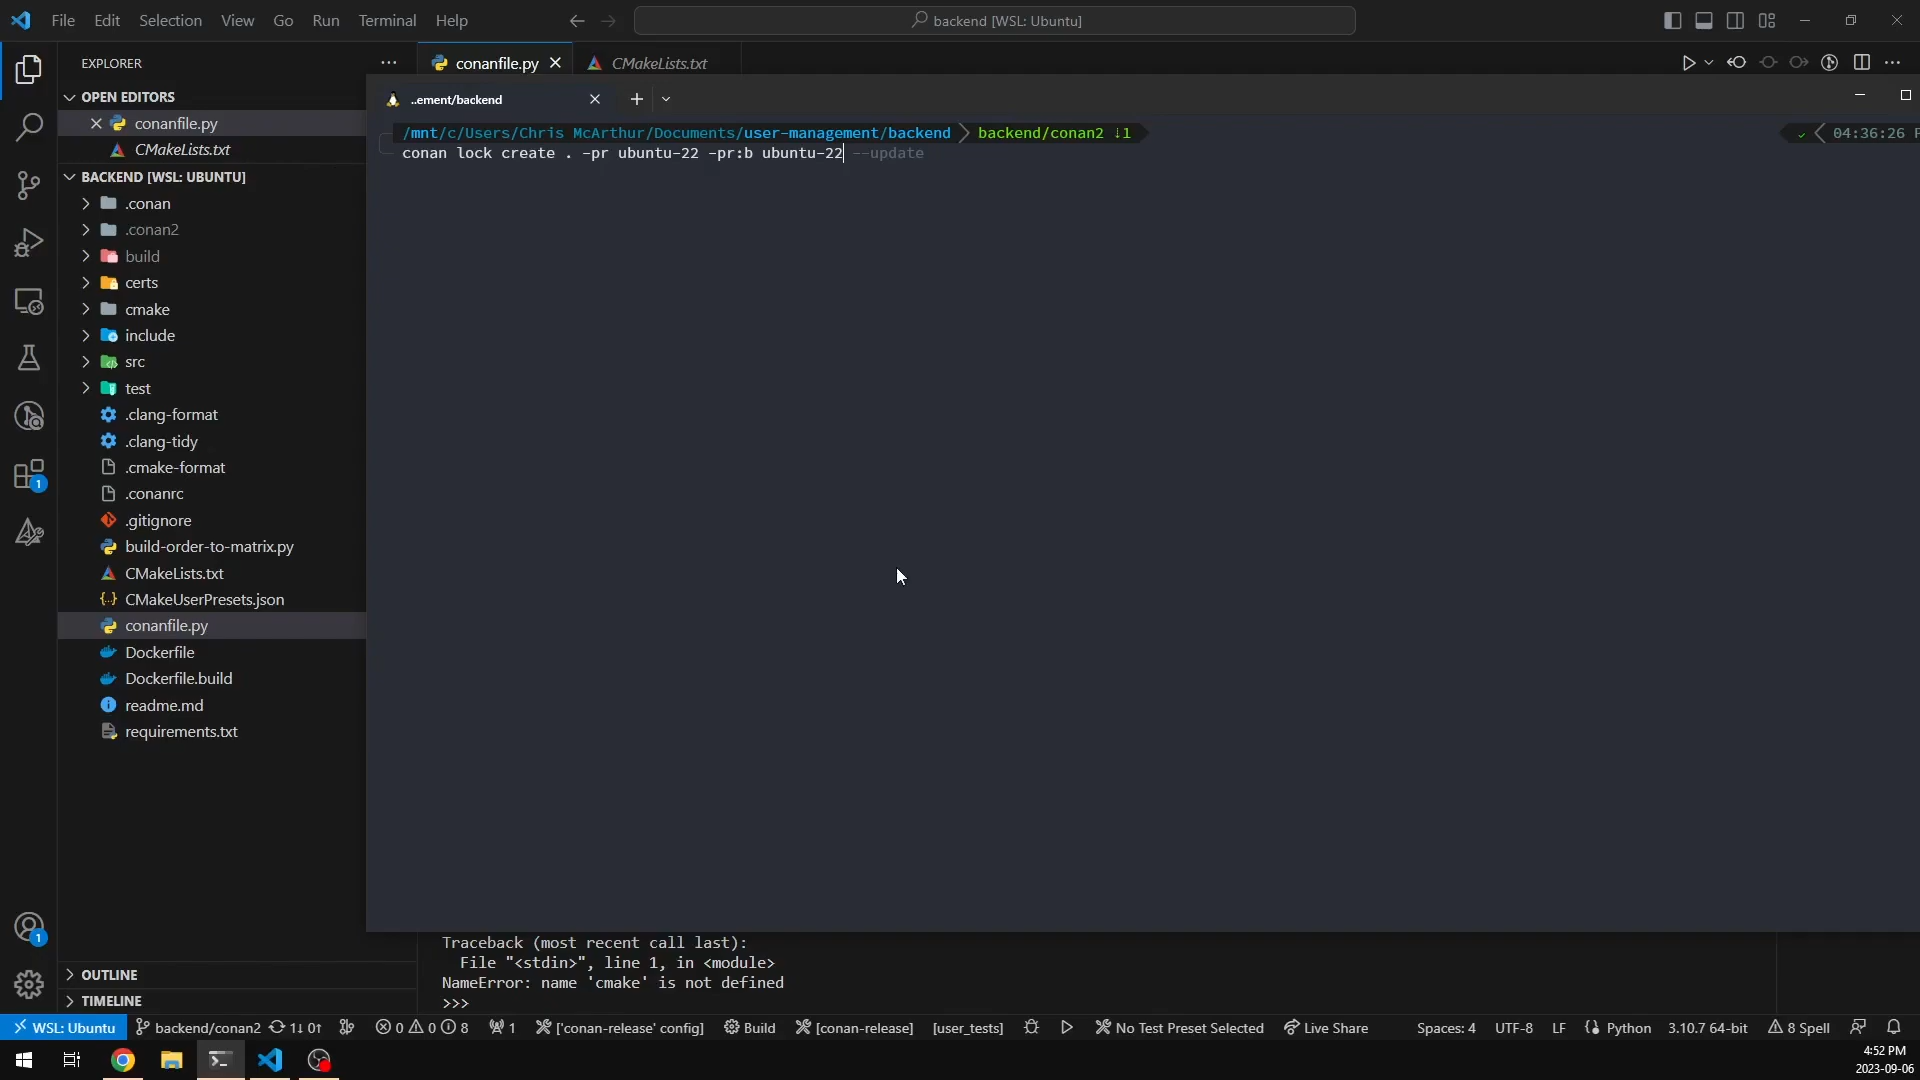 File Edit Selection View Go Run Terminal Help
backend [WSL: Ubuntu]
EXPLORER
conanfile.py
CMakeLists.txt
OPEN EDITORS
conanfile.py
CMakeLists.txt
BACKEND [WSL: UBUNTU]
.conan
.conan2
build
certs
cmake
include
src
test
.clang-format
.clang-tidy
.cmake-format
.conanrc
.gitignore
build-order-to-matrix.py
CMakeLists.txt
CMakeUserPresets.json
conanfile.py
Dockerfile
Dockerfile.build
readme.md
requirements.txt
OUTLINE
TIMELINE
1
1
..ement/backend
/mnt/c/Users/Chris McArthur/Documents/user-management/backend backend/conan2 ↓1 04:36:26 P
conan lock create . -pr ubuntu-22 -pr:b ubuntu-22 --update
Traceback (most recent call last):
File "<stdin>", line 1, in <module>
NameError: name 'cmake' is not defined
>>>
WSL: Ubuntu backend/conan2 1↓ 0↑ 0 0 8 1 ['conan-release' config] Build [conan-release] [user_tests] No Test Preset Selected Live Share Spaces: 4 UTF-8 LF Python 3.10.7 64-bit 8 Spell
4:52 PM
2023-09-06